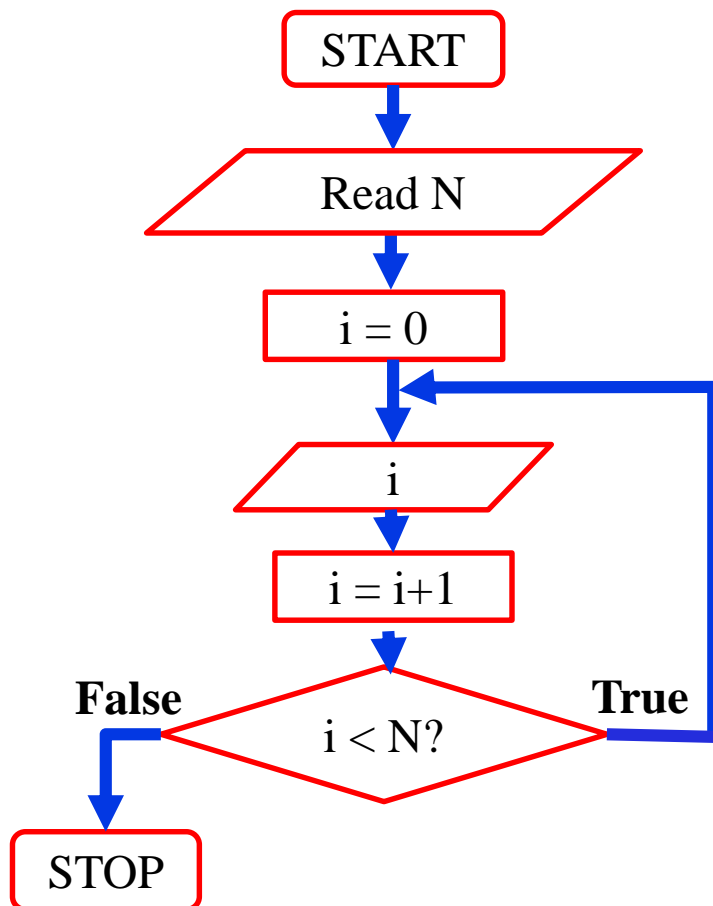 START
Read N
i = 0
i
i = i+1
False
True
i < N?
STOP